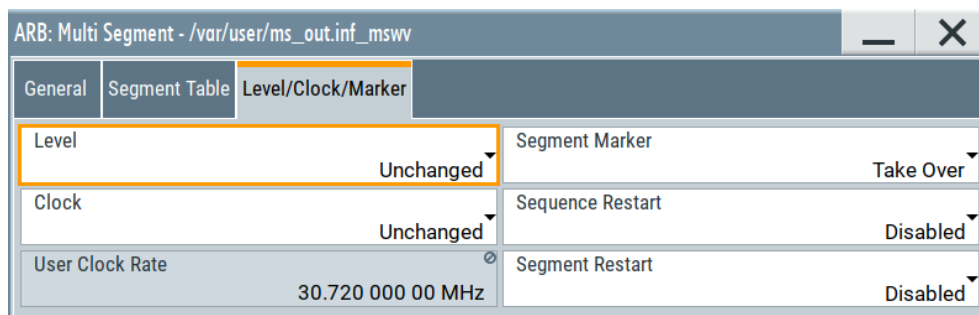 ARB: Multi Segment - /var/user/ms_out.inf_mswv
General Segment Table Level/Clock/Marker
Level
Unchanged
Segment Marker
Take Over
Clock
Unchanged
Sequence Restart
Disabled
User Clock Rate
30.720 000 00 MHz
Segment Restart
Disabled